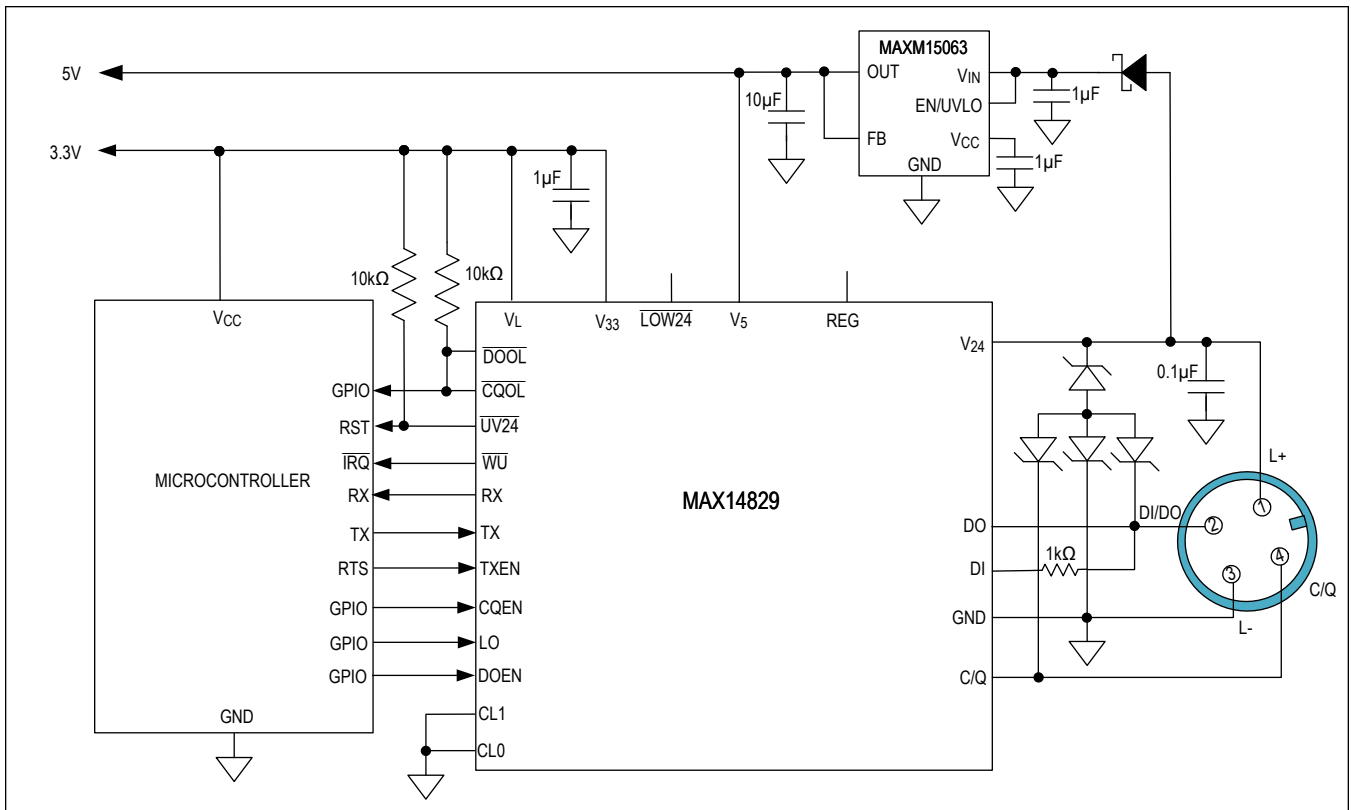 MAXM15063
OUT
VIN
EN/UVLO
FB
VCC
GND
5V
10µF
1µF
1µF
3.3V
1µF
10kΩ
10kΩ
VCC
VL
V33
LOW24
V5
REG
DOOL
V24
0.1µF
GPIO
CQOL
RST
UV24
IRQ
WU
L+
MICROCONTROLLER
RX
RX
MAX14829
TX
TX
DO
DI/DO
2
1
RTS
TXEN
DI
1kΩ
3
4
GPIO
CQEN
GND
C/Q
L-
GPIO
LO
GPIO
DOEN
C/Q
GND
CL1
CL0